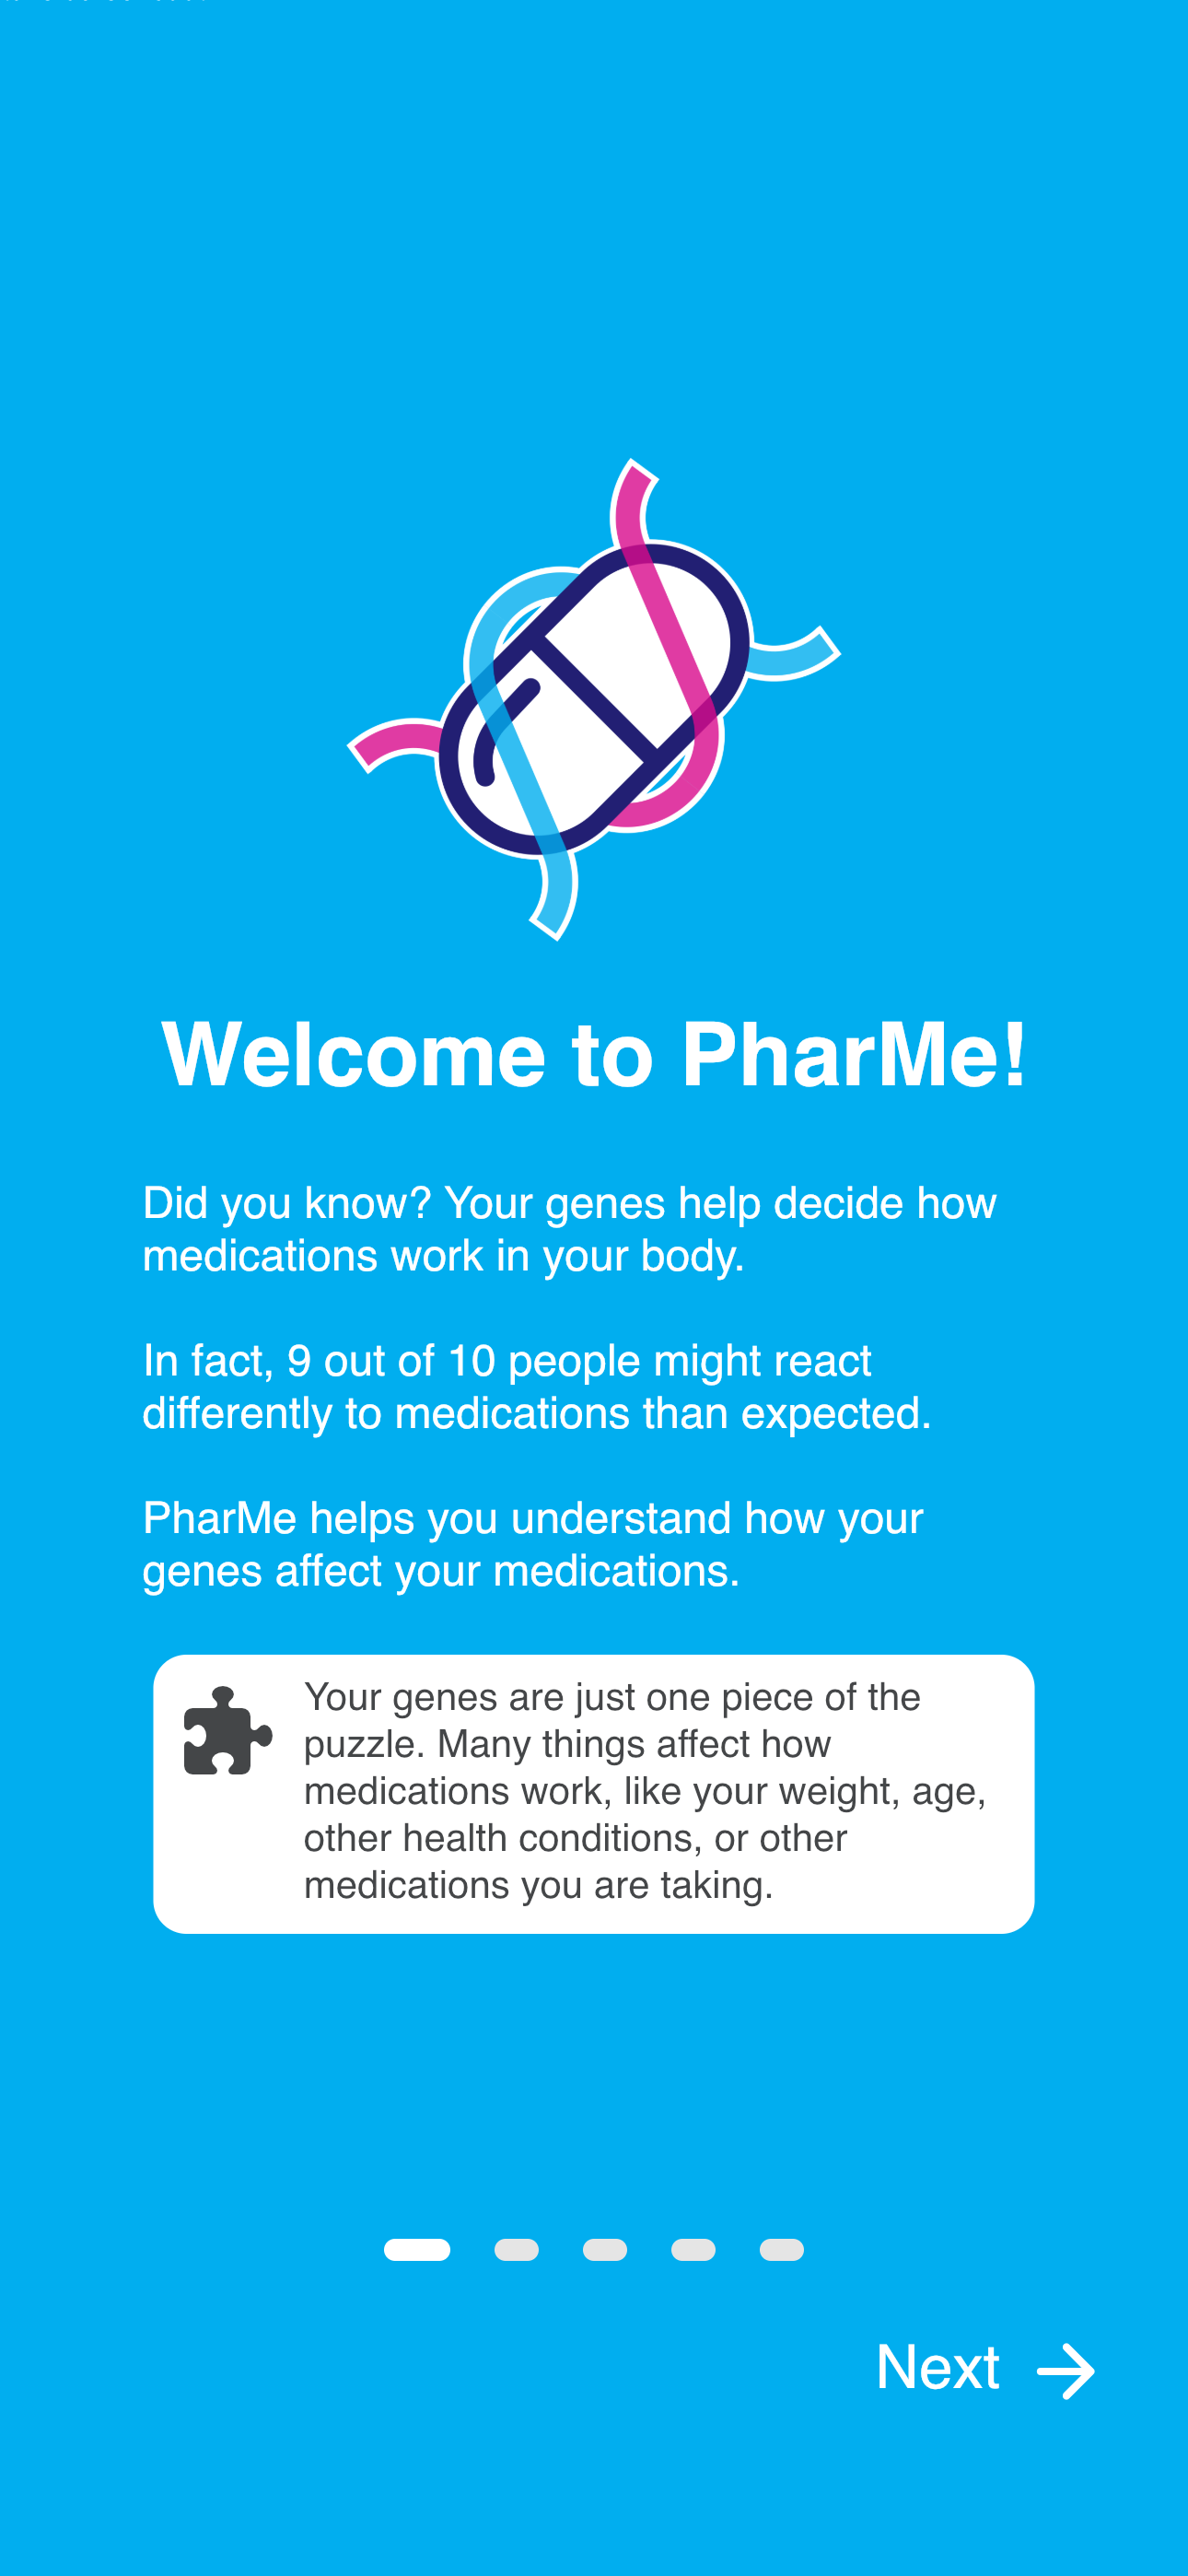 Welcome to PharMe!
Did you know? Your genes help decide how
medications work in your body.
In fact, 9 out of 10 people might react
differently to medications than expected.
PharMe helps you understand how your
genes affect your medications.
Your genes are just one piece of the
puzzle. Many things affect how
medications work, like your weight, age,
other health conditions, or other
medications you are taking.
Next